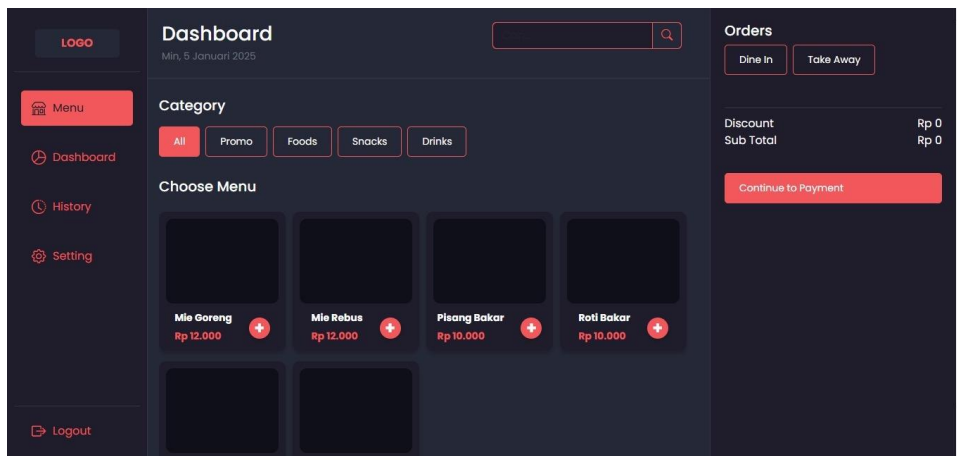 LOGO
Menu
Dashboard
History
Setting
Logout
Dashboard
Min, 5 Januari 2025
Category
All Promo Foods Snacks Drinks
Choose Menu
Mie Goreng
Rp 12.000
Mie Rebus
Rp 12.000
Pisang Bakar
Rp 10.000
Roti Bakar
Rp 10.000
Orders
Dine In Take Away
Discount Rp 0
Sub Total Rp 0
Continue to Payment